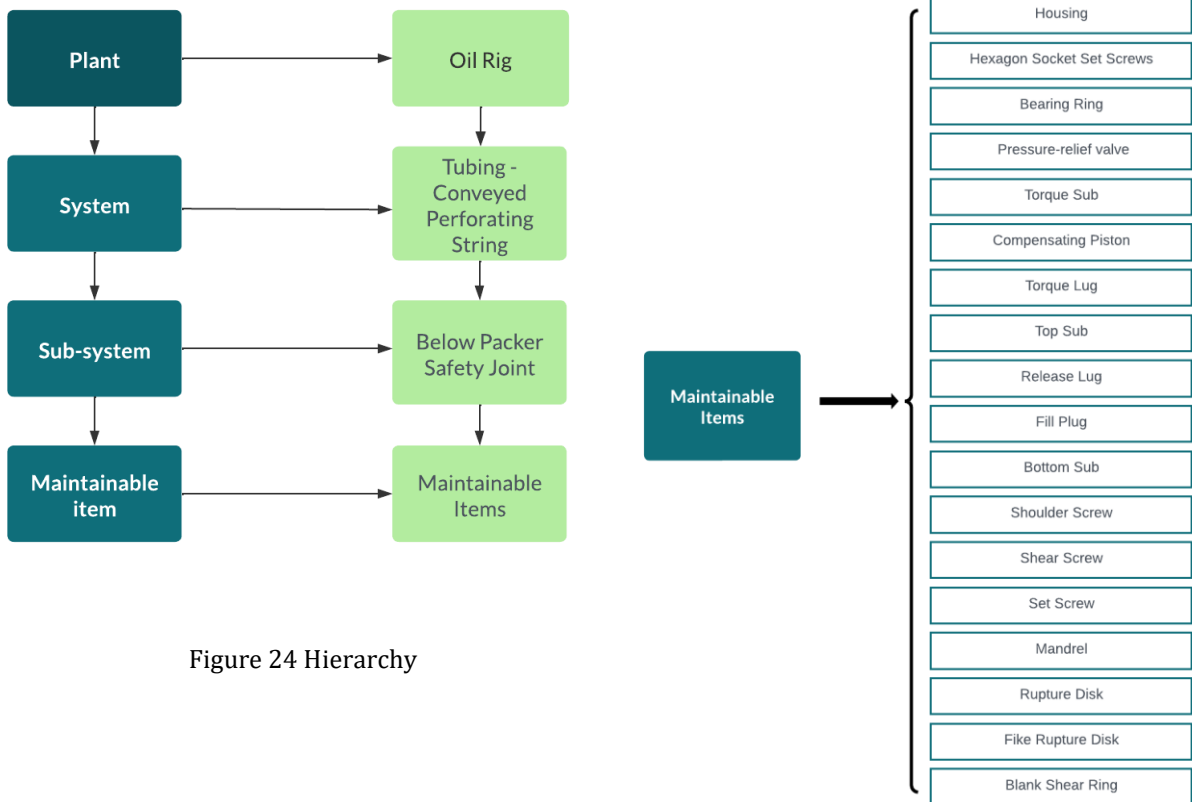 Plant
Oil Rig
System
Tubing -
Conveyed
Perforating
String
Sub-system
Below Packer
Safety Joint
Maintainable
item
Maintainable
Items
Figure 24 Hierarchy
Maintainable
Items
Housing
Hexagon Socket Set Screws
Bearing Ring
Pressure-relief valve
Torque Sub
Compensating Piston
Torque Lug
Top Sub
Release Lug
Fill Plug
Bottom Sub
Shoulder Screw
Shear Screw
Set Screw
Mandrel
Rupture Disk
Fike Rupture Disk
Blank Shear Ring